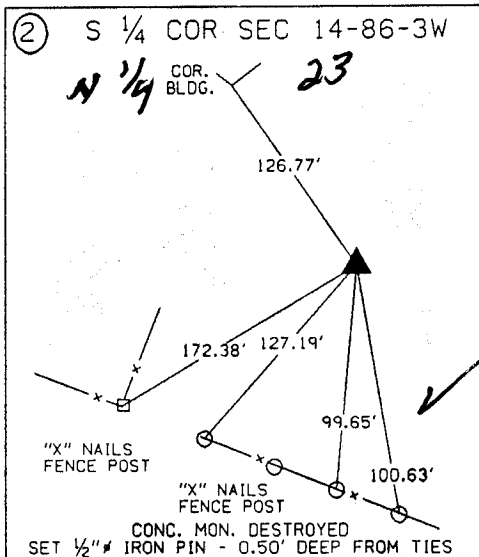 ② S 1/4 COR SEC 14-86-3W
N 1/4 COR. BLDG. 23
126.77'
172.38' 127.19'
99.65'
100.63'
"X" NAILS
FENCE POST
"X" NAILS
FENCE POST
CONC. MON. DESTROYED
SET 1/2"ø IRON PIN - 0.50' DEEP FROM TIES